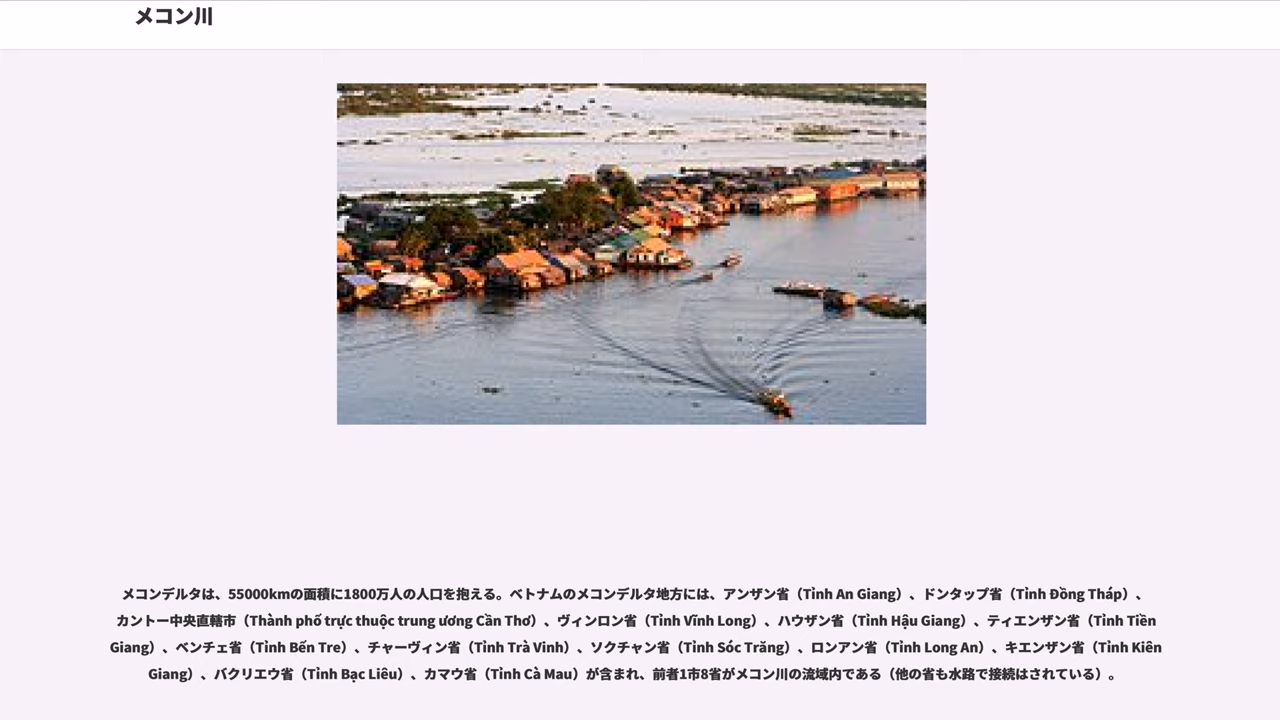 メコン川
メコンデルタは、55000kmの面積に1800万人の人口を抱える。ベトナムのメコンデルタ地方には、アンザン省（Tỉnh An Giang）、ドンタップ省（Tỉnh Đồng Tháp）、
カントー中央直轄市（Thành phố trực thuộc trung ương Cần Thơ）、ヴィンロン省（Tỉnh Vĩnh Long）、ハウザン省（Tỉnh Hậu Giang）、ティエンザン省（Tỉnh Tiền
Giang）、ベンチェ省（Tỉnh Bến Tre）、チャーヴィン省（Tỉnh Trà Vinh）、ソクチャン省（Tỉnh Sóc Trăng）、ロンアン省（Tỉnh Long An）、キエンザン省（Tỉnh Kiên
Giang）、バクリエウ省（Tỉnh Bạc Liêu）、カマウ省（Tỉnh Cà Mau）が含まれ、前者1市8省がメコン川の流域内である（他の省も水路で接続はされている）。